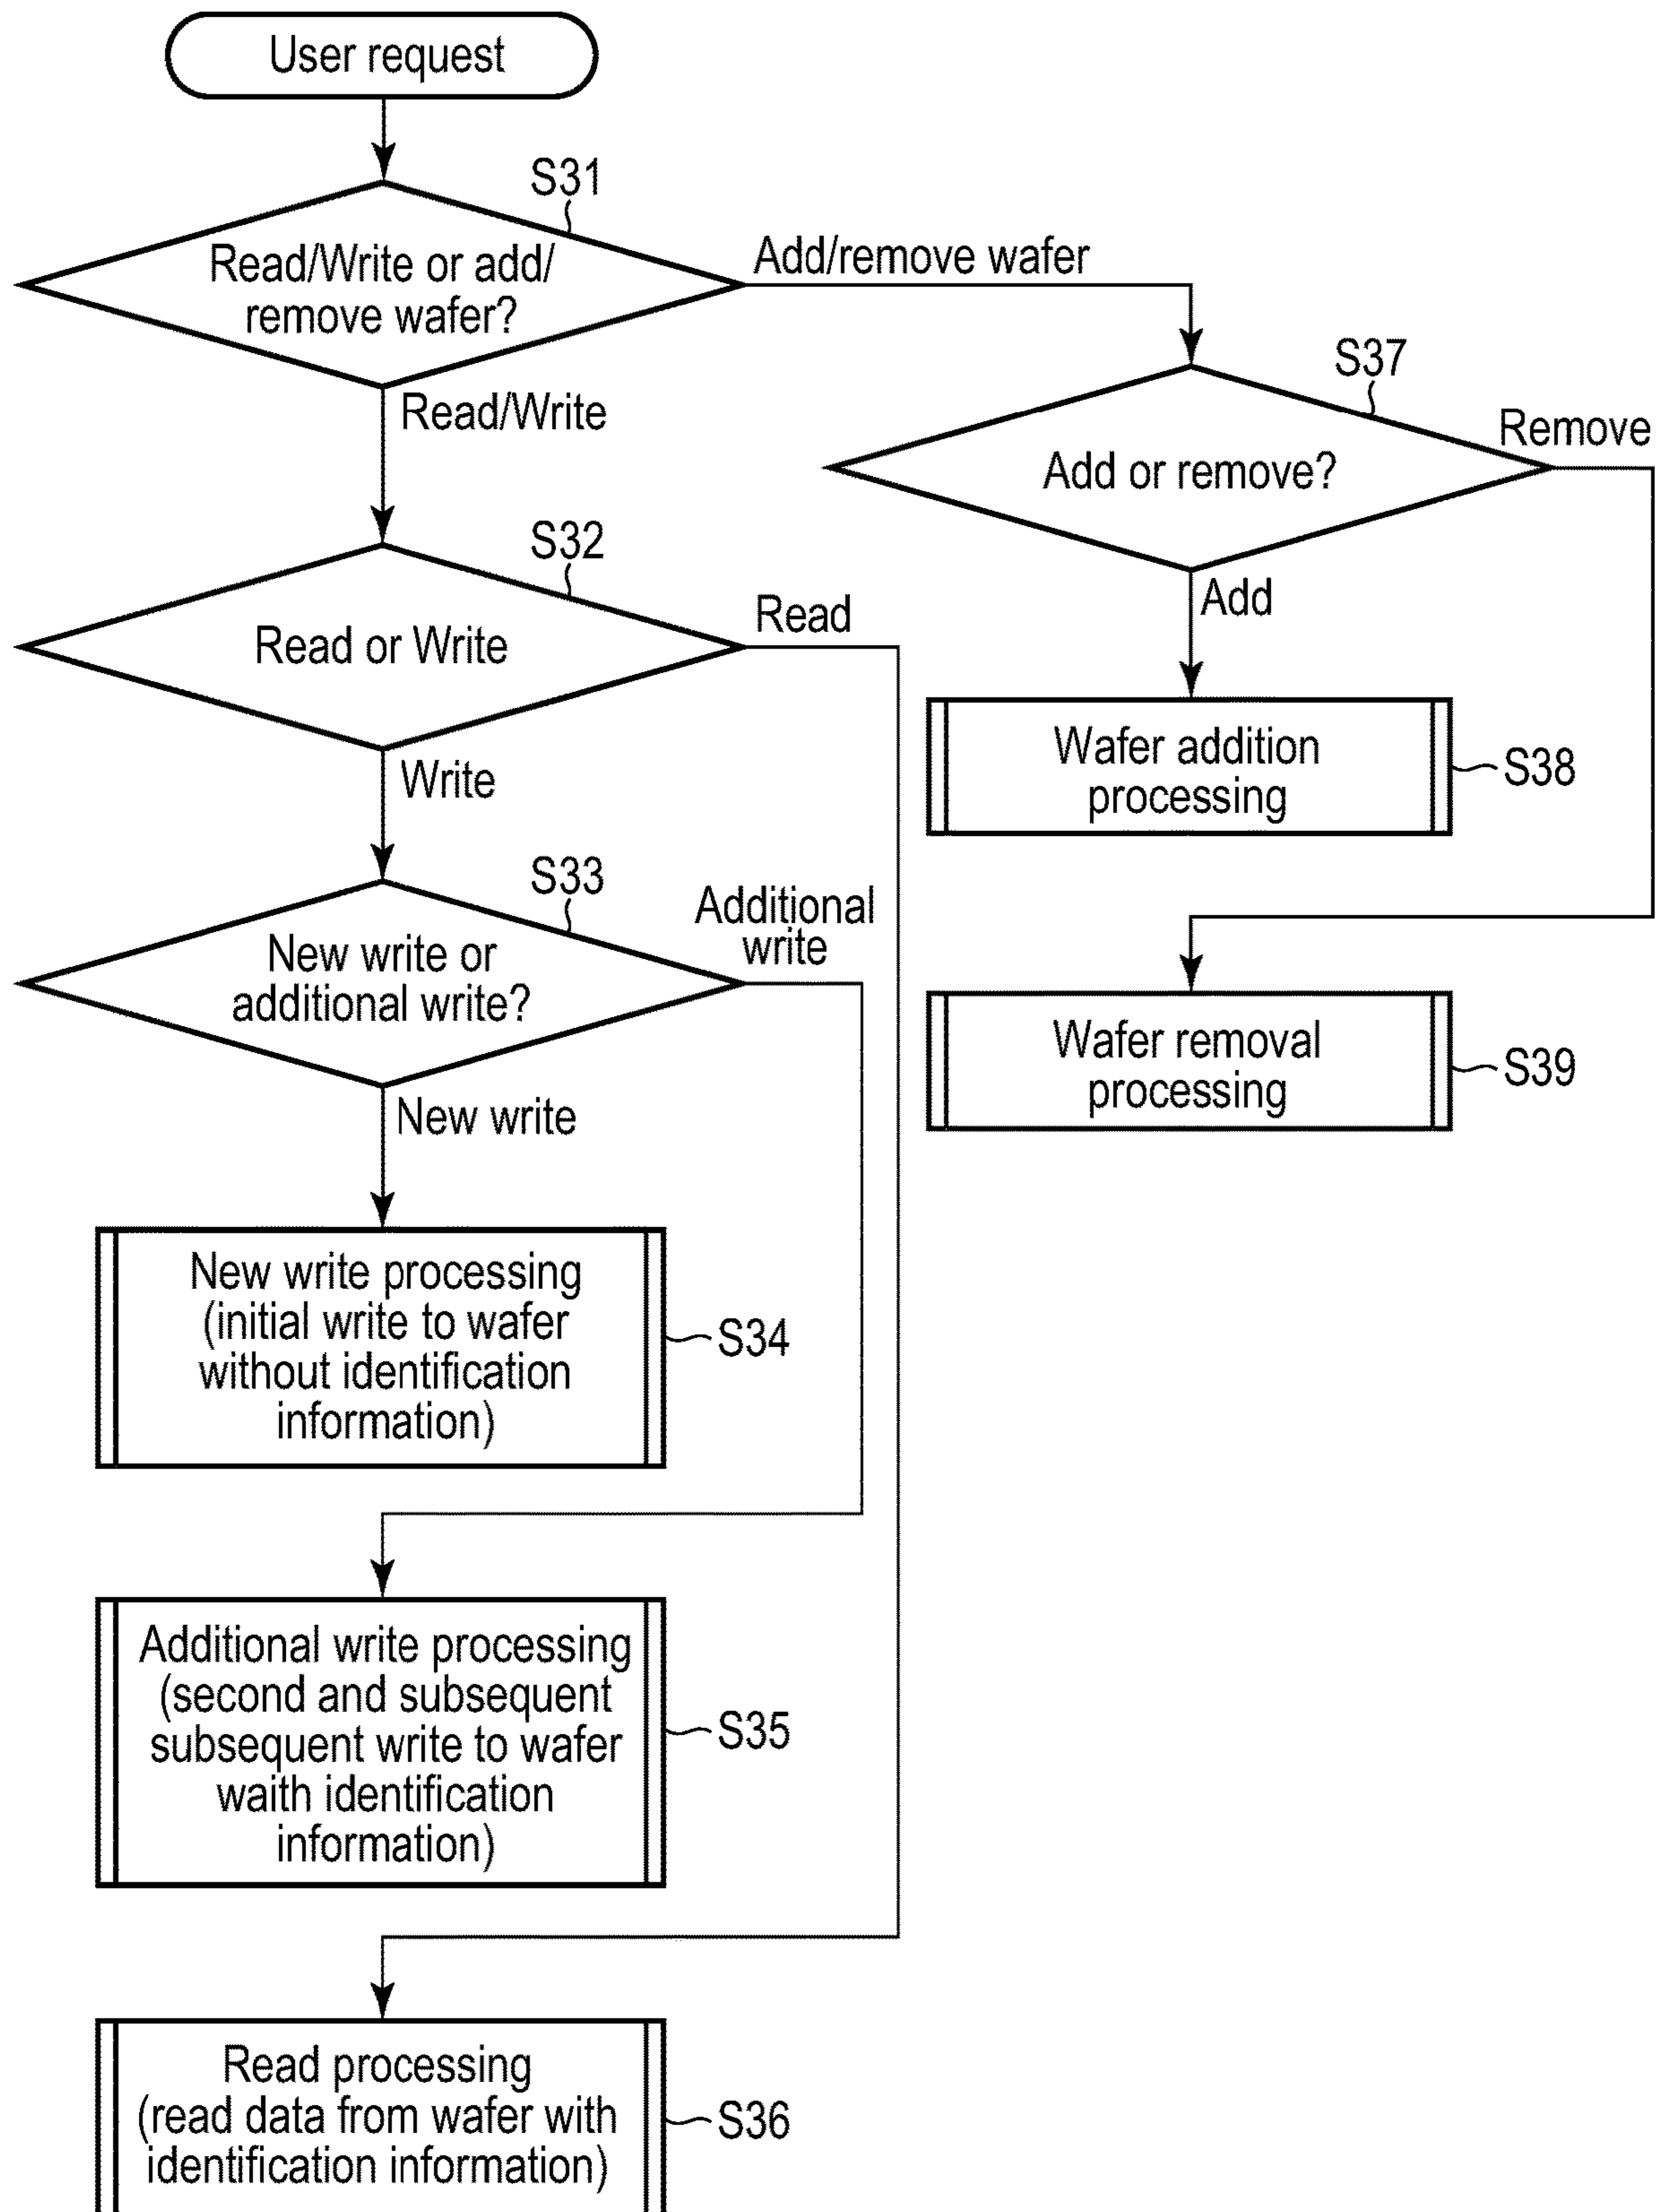 User request
S31
Read/Write or add/
remove wafer?
Add/remove wafer
Read/Write
S37
Add or remove?
Remove
Add
S32
Read or Write
Read
Write
Wafer addition
processing
S38
S33
New write or
additional write?
Additional
write
New write
Wafer removal
processing
S39
New write processing
(initial write to wafer
without identification
information)
S34
Additional write processing
(second and subsequent
subsequent write to wafer
waith identification
information)
S35
Read processing
(read data from wafer with
identification information)
S36